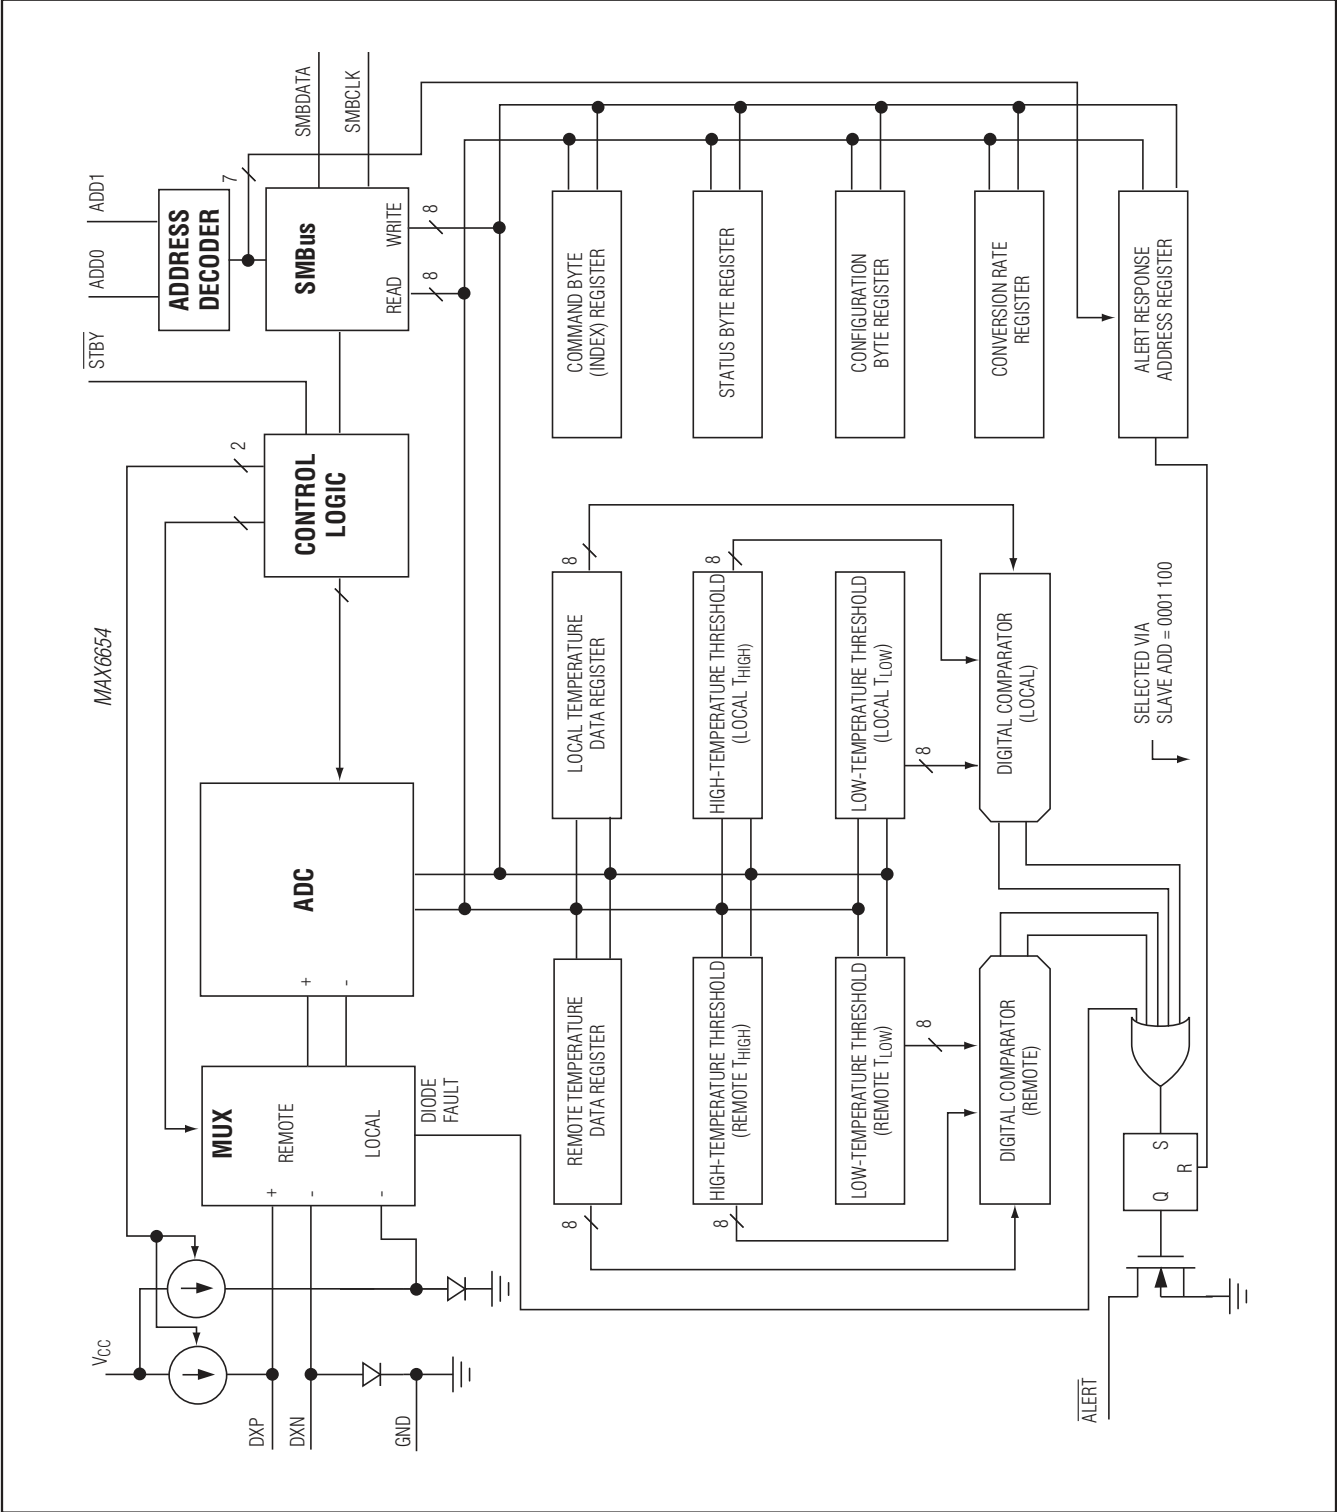 MAX6654
VCC
DXP
DXN
GND
MUX
+
REMOTE
-
-
LOCAL
DIODE
FAULT
+
-
ADC
2
CONTROL
LOGIC
STBY
ADD0
ADD1
ADDRESS
DECODER
7
SMBus
READ
WRITE
8
8
SMBDATA
SMBCLK
REMOTE TEMPERATURE
DATA REGISTER
8
HIGH-TEMPERATURE THRESHOLD
(REMOTE THIGH)
8
LOW-TEMPERATURE THRESHOLD
(REMOTE TLOW)
8
DIGITAL COMPARATOR
(REMOTE)
LOCAL TEMPERATURE
DATA REGISTER
8
HIGH-TEMPERATURE THRESHOLD
(LOCAL THIGH)
8
LOW-TEMPERATURE THRESHOLD
(LOCAL TLOW)
8
DIGITAL COMPARATOR
(LOCAL)
COMMAND BYTE
(INDEX) REGISTER
STATUS BYTE REGISTER
CONFIGURATION
BYTE REGISTER
CONVERSION RATE
REGISTER
ALERT RESPONSE
ADDRESS REGISTER
SELECTED VIA
SLAVE ADD = 0001 100
ALERT
Q
S
R